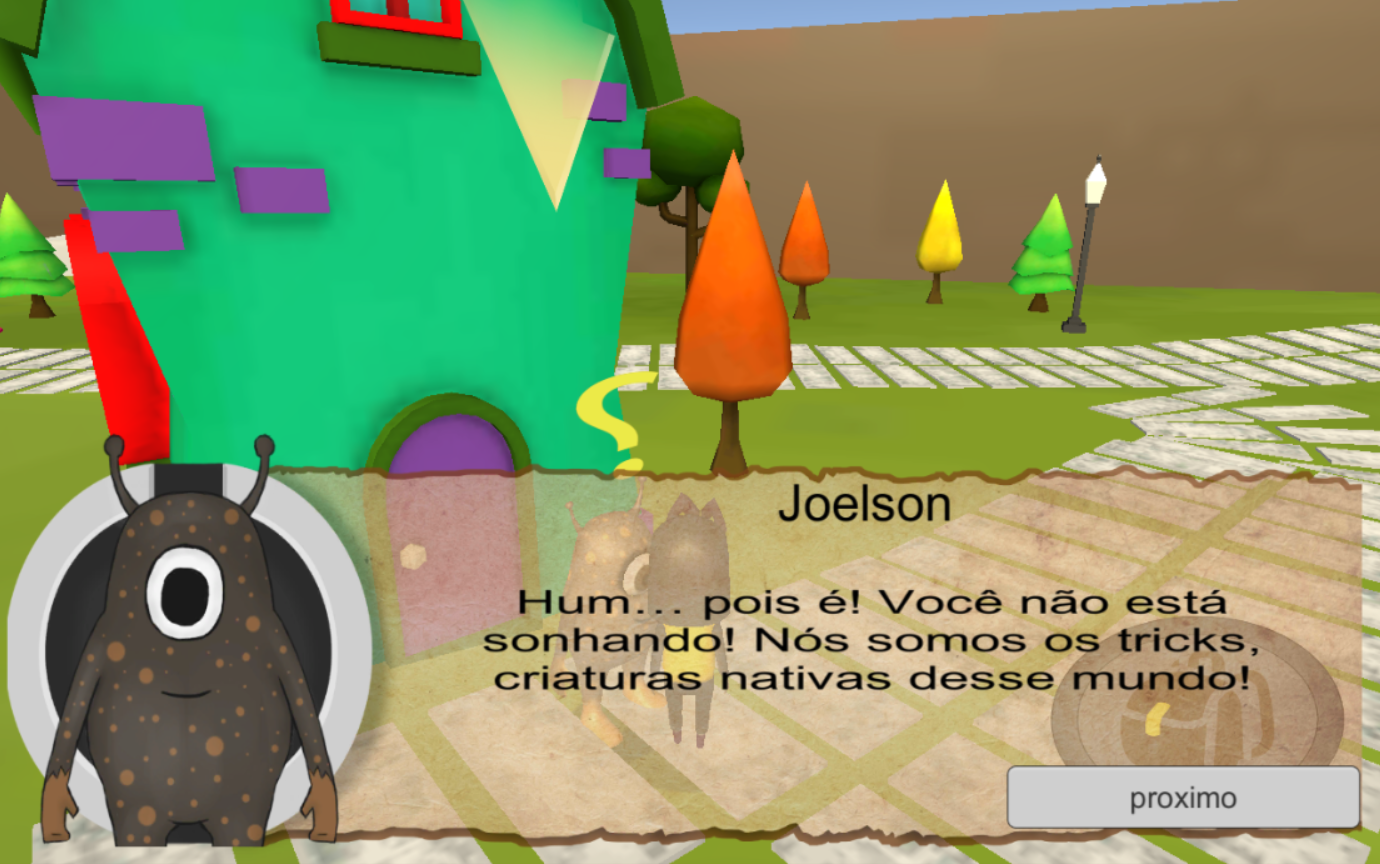 Joelson
Hum... pois é! Você não está
sonhando! Nós somos os tricks,
criaturas nativas desse mundo!
proximo